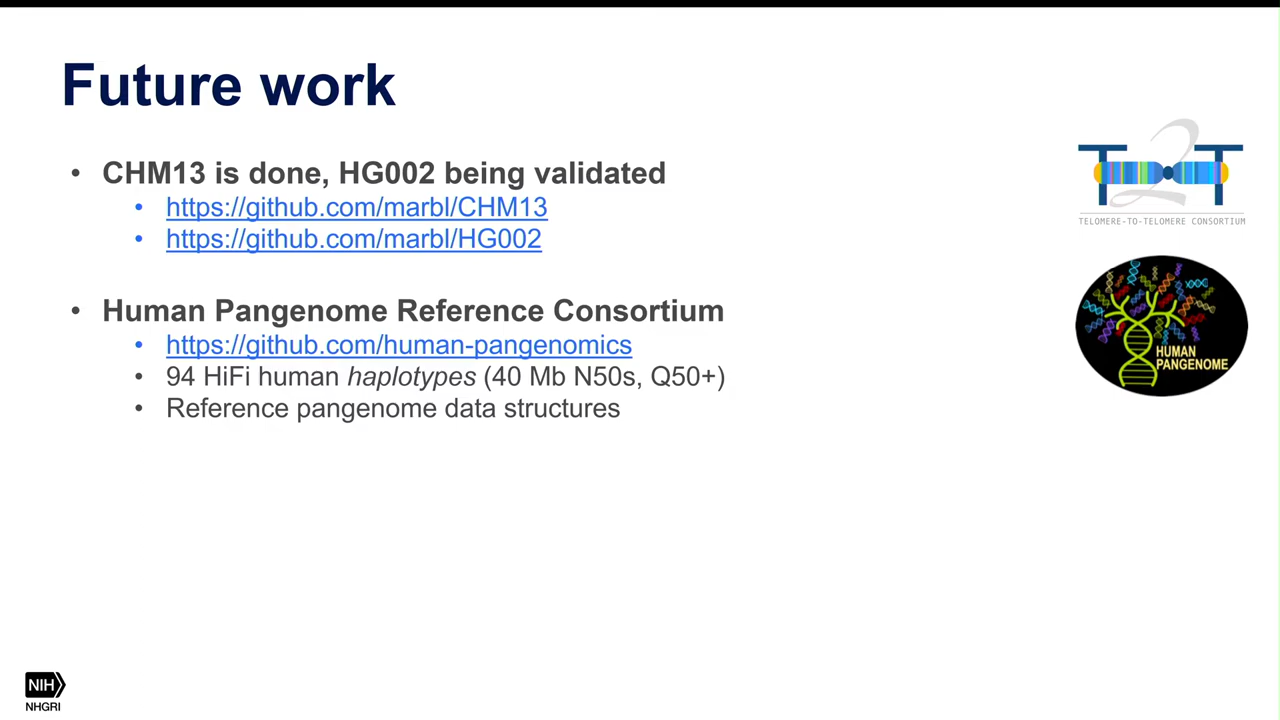 Future work
• CHM13 is done, HG002 being validated
• https://github.com/marbl/CHM13
• https://github.com/marbl/HG002
• Human Pangenome Reference Consortium
• https://github.com/human-pangenomics
• 94 HiFi human haplotypes (40 Mb N50s, Q50+)
• Reference pangenome data structures
T2T
TELOMERE-TO-TELOMERE CONSORTIUM
HUMAN
PANGENOME
NIH
NHGRI